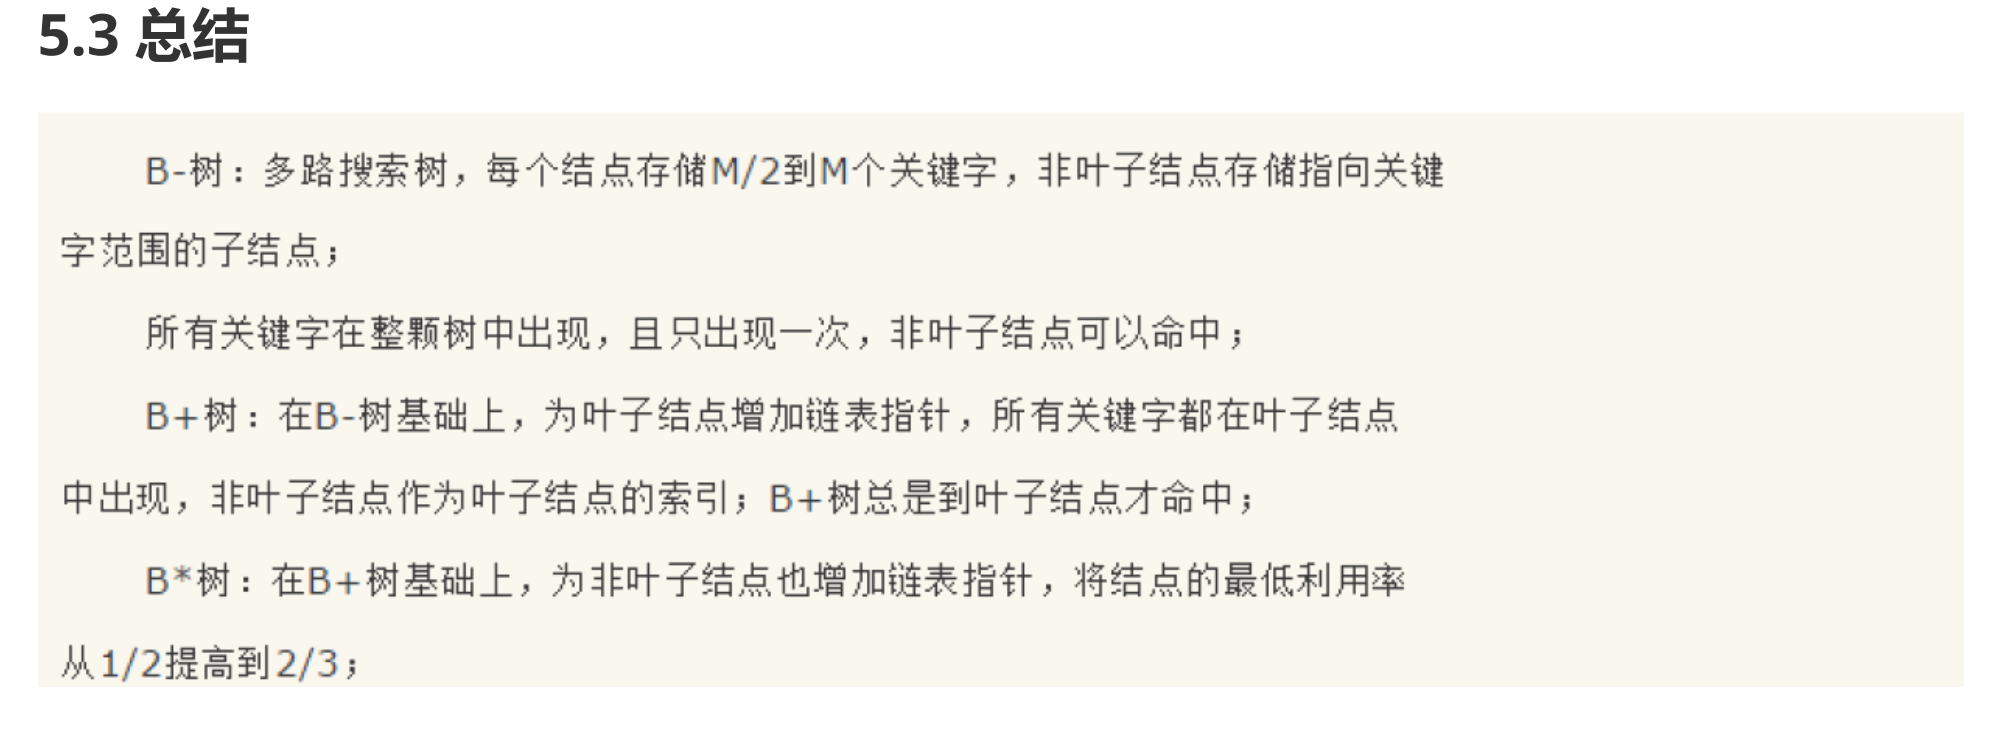 5.3 总结
B-树：多路搜索树，每个结点存储M/2到M个关键字，非叶子结点存储指向关键
字范围的子结点；
所有关键字在整颗树中出现，且只出现一次，非叶子结点可以命中；
B+树：在B-树基础上，为叶子结点增加链表指针，所有关键字都在叶子结点
中出现，非叶子结点作为叶子结点的索引；B+树总是到叶子结点才命中；
B*树：在B+树基础上，为非叶子结点也增加链表指针，将结点的最低利用率
从1/2提高到2/3；